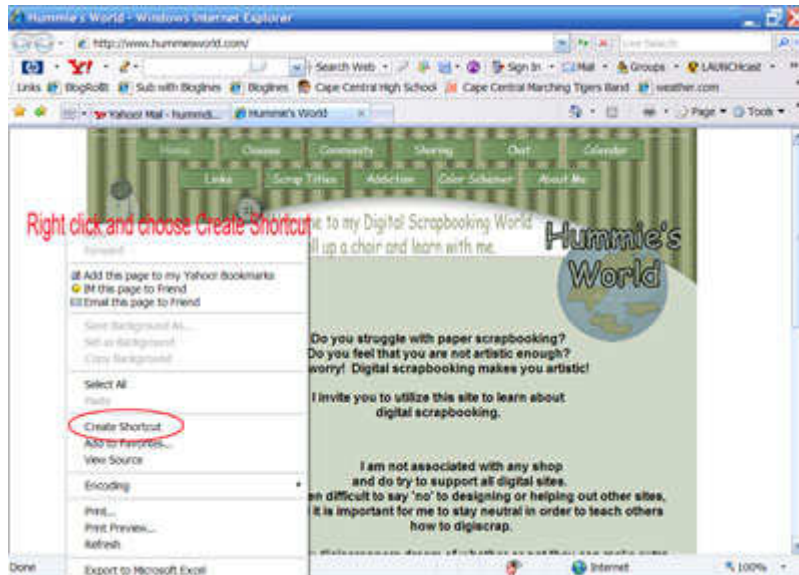 Hummie's World - Windows Internet Explorer
http://www.hummiesworld.com/
Live Search
Search Web
Sign In
Mail
Groups
LAUNCHcast
Links
BlogRollit
Sub with Bloglines
Bloglines
Cape Central High School
Cape Central Marching Tigers Band
weather.com
Yahoo! Mail - hummi...
Hummie's World
Page
Tools
Home
Classes
Community
Sharing
Chat
Calendar
Links
Scrap Titles
Addiction
Color Schemer
About Me
Right click and choose Create Shortcut
e to my Digital Scrapbooking World
ll up a chair and learn with me.
Hummie's
World
Forward
Add this page to my Yahoo! Bookmarks
IM this page to Friend
Email this page to Friend
Save Background As...
Set as Background
Copy Background
Select All
Paste
Create Shortcut
Add to Favorites...
View Source
Encoding
Print...
Print Preview...
Refresh
Export to Microsoft Excel
Do you struggle with paper scrapbooking?
Do you feel that you are not artistic enough?
worry! Digital scrapbooking makes you artistic!
I invite you to utilize this site to learn about
digital scrapbooking.
I am not associated with any shop
and do try to support all digital sites.
en difficult to say 'no' to designing or helping out other sites,
it is important for me to stay neutral in order to teach others
how to digiscrap.
Done
Internet
100%